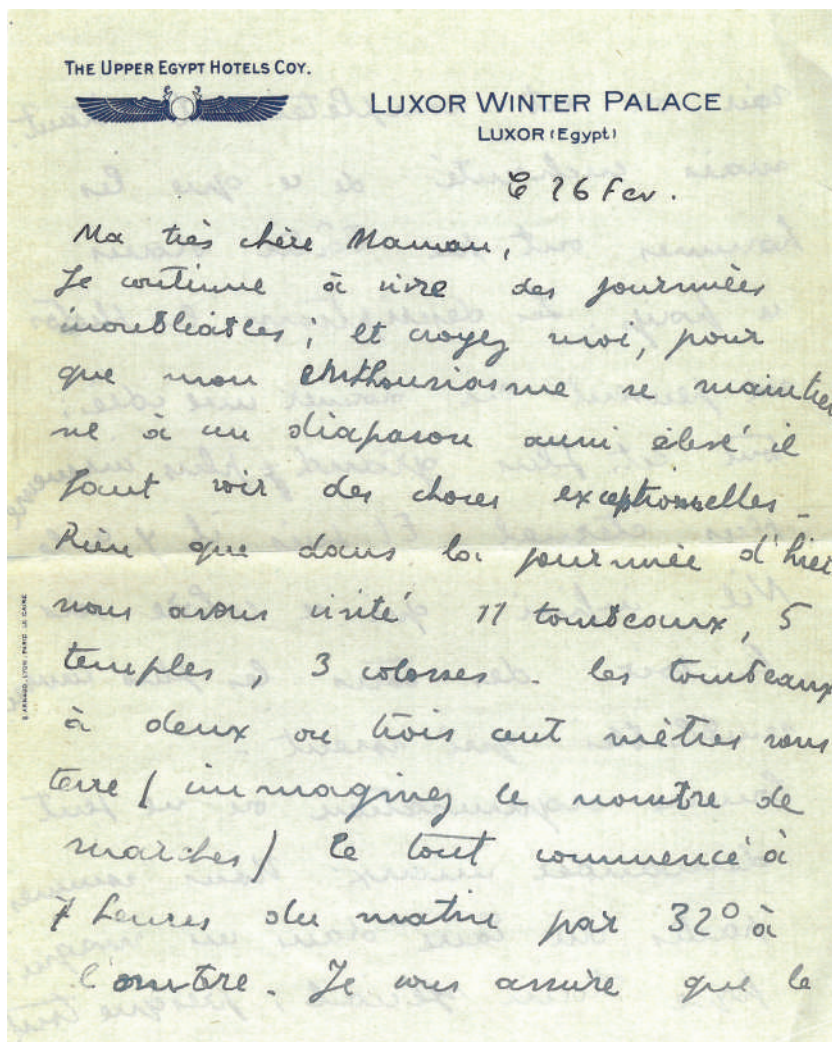 THE UPPER EGYPT HOTELS COY.
LUXOR WINTER PALACE
LUXOR (Egypt)
Ce 26 Fev.
Ma très chère Maman,
Je continue à vivre des journées
inoubliables ; et croyez moi, pour
que mon enthousiasme se maintien
ne à un diapason aussi élevé il
faut voir des choses exceptionnelles _
Rien que dans la journée d'hier
nous avons visité 11 tombeaux, 5
temples, 3 colosses. les tombeaux
à deux ou trois cent mètres sous
terre / immaginez le nombre de
marches / Le tout commencé à
7 heures du matin par 32° à
l'ombre. Je vous assure que le